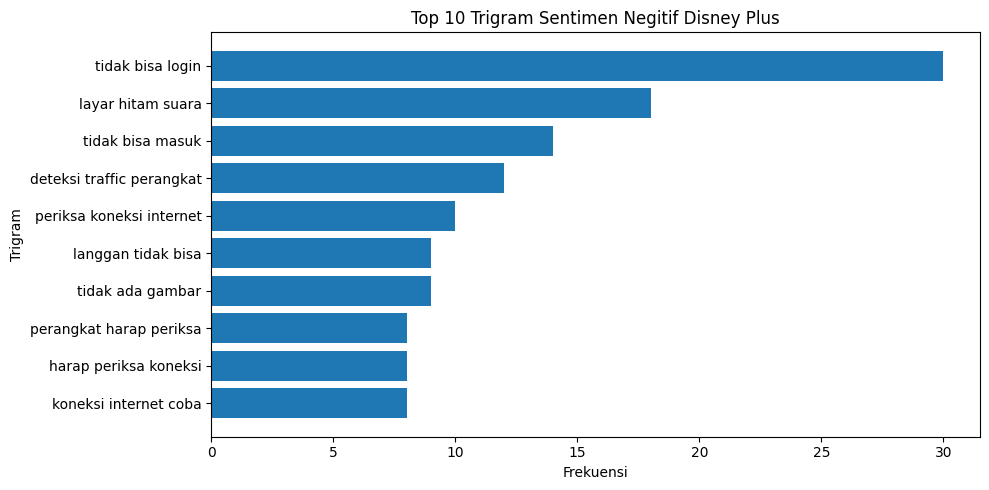 Top 10 Trigram Sentimen Negitif Disney Plus
Trigram
tidak bisa login
layar hitam suara
tidak bisa masuk
deteksi traffic perangkat
periksa koneksi internet
langgan tidak bisa
tidak ada gambar
perangkat harap periksa
harap periksa koneksi
koneksi internet coba
0 5 10 15 20 25 30
Frekuensi